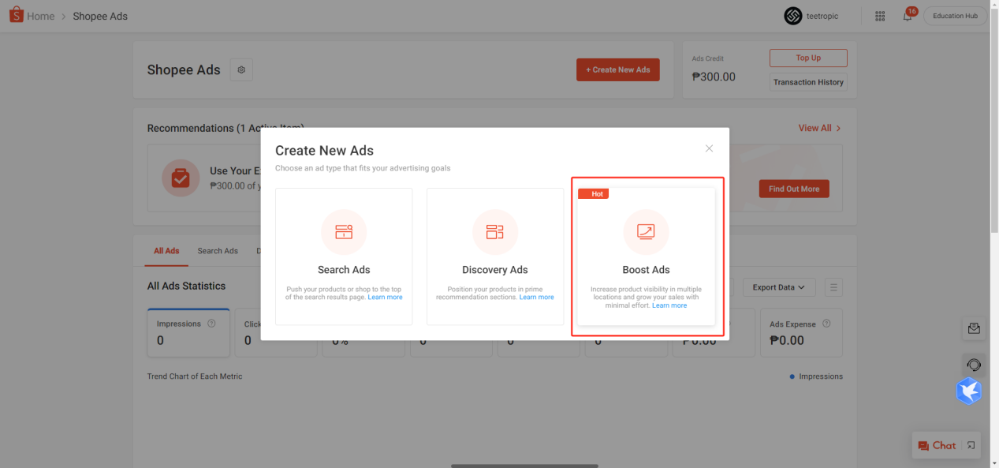 Home > Shopee Ads
teetropic
16
Education Hub
Shopee Ads
+ Create New Ads
Ads Credit
₱300.00
Top Up
Transaction History
Recommendations (1 Active Item)
View All >
Use Your E
₱300.00 of y
Find Out More
Create New Ads
Choose an ad type that fits your advertising goals
Search Ads
Push your products or shop to the top
of the search results page. Learn more
Discovery Ads
Position your products in prime
recommendation sections. Learn more
Hot
Boost Ads
Increase product visibility in multiple
locations and grow your sales with
minimal effort. Learn more
All Ads
Search Ads
D
All Ads Statistics
Export Data
Impressions
0
Click
0
0%
0
0
0
₱0.00
Ads Expense
₱0.00
Trend Chart of Each Metric
Impressions
Chat